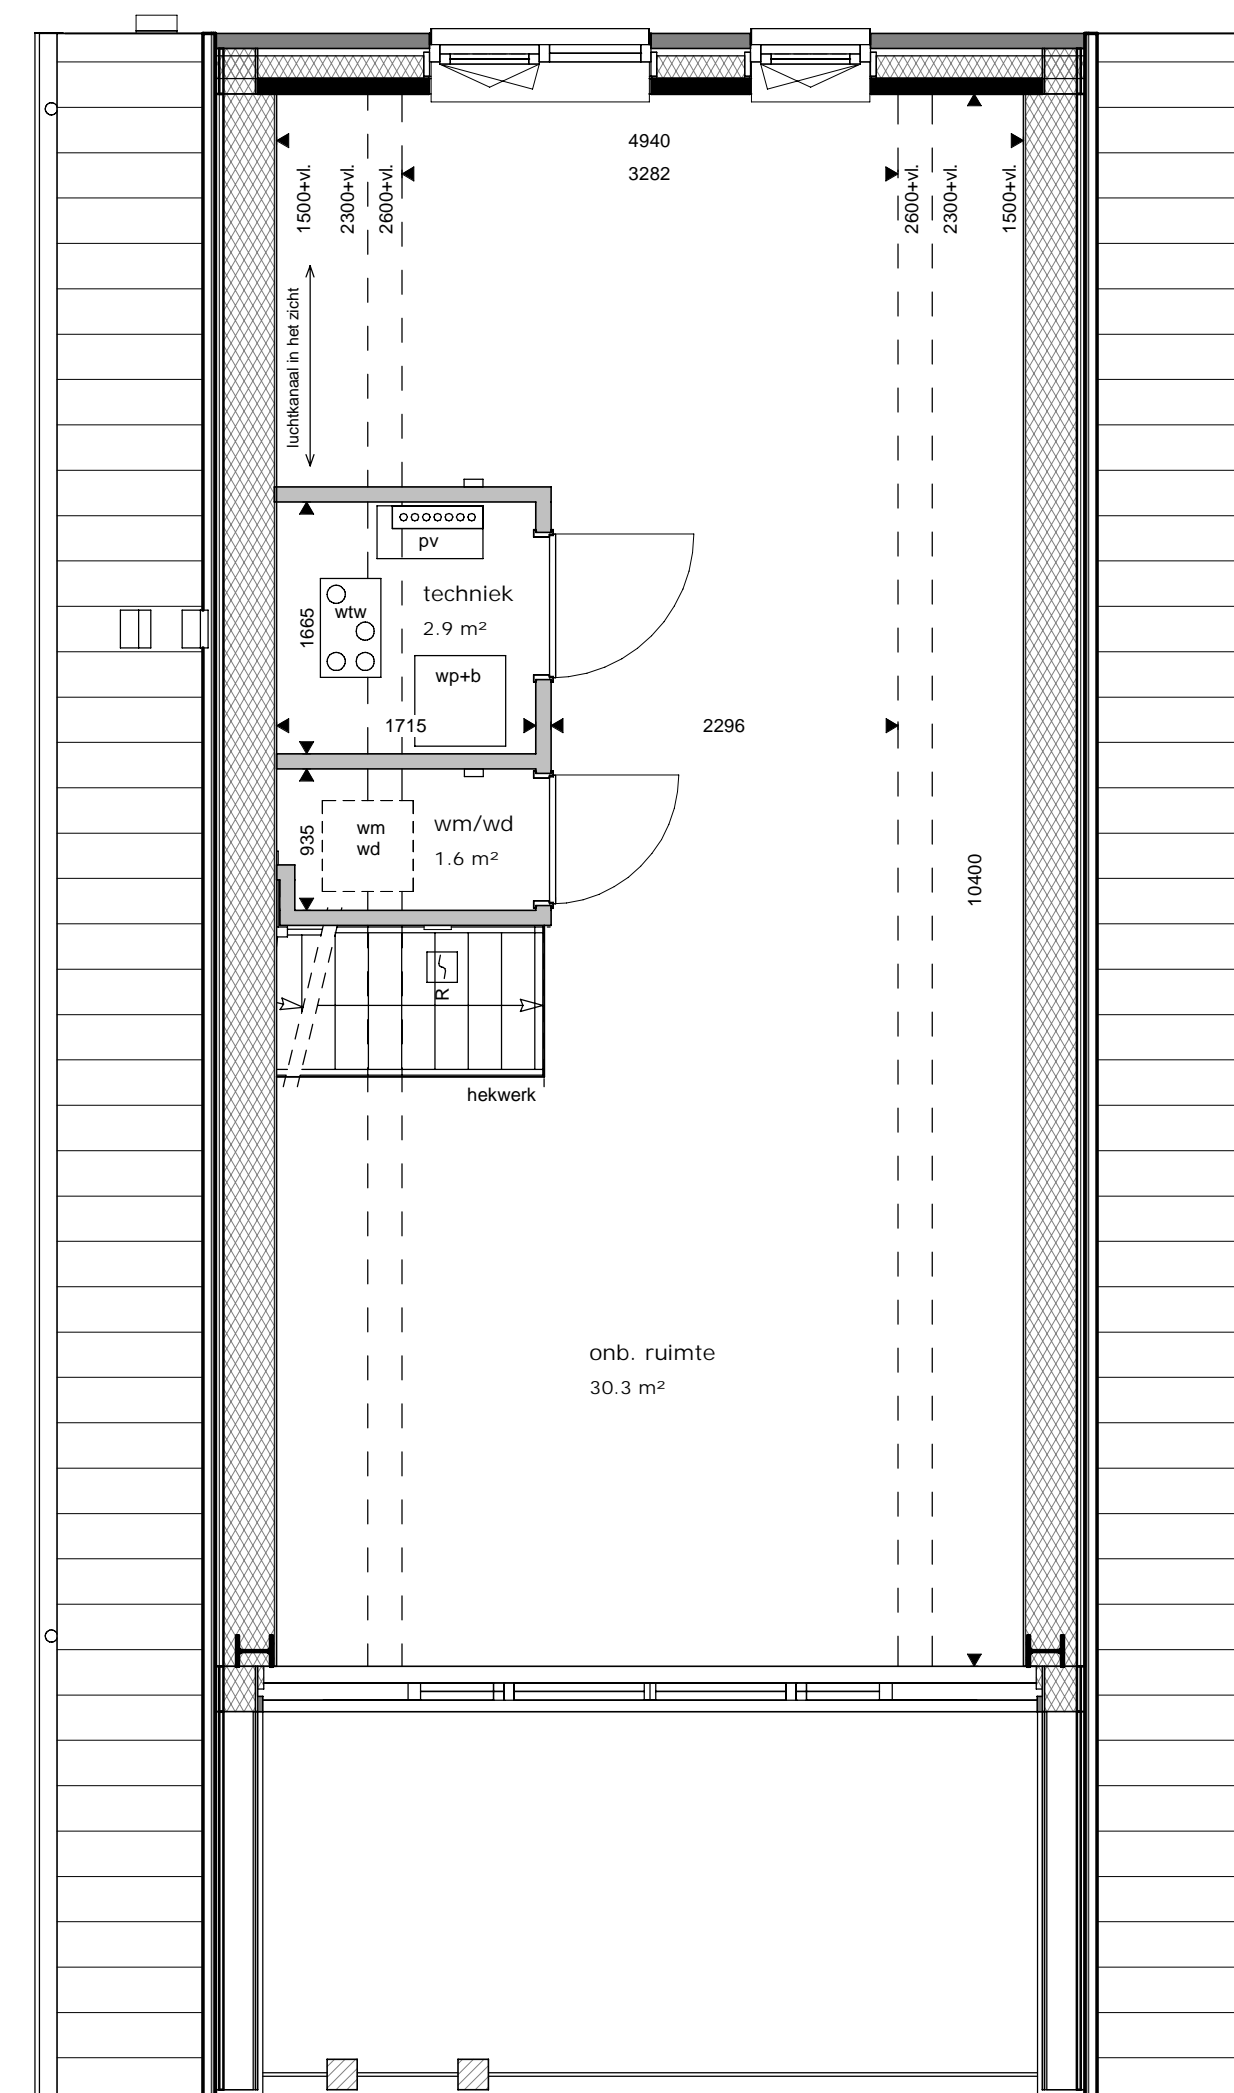 4940
3282
1500+vl.
2300+vl.
2600+vl.
2600+vl.
2300+vl.
1500+vl.
luchtkanaal in het zicht
pv
techniek
2.9 m²
wtw
1665
wp+b
1715
2296
935
wm
wd
wm/wd
1.6 m²
10400
R
hekwerk
onb. ruimte
30.3 m²